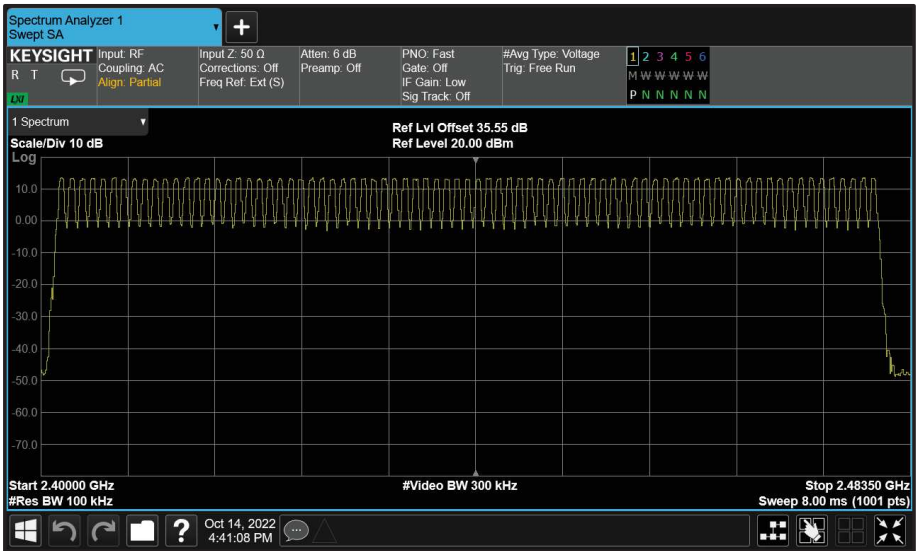 Spectrum Analyzer 1
Swept SA
+
KEYSIGHT
R T
LXI
Input: RF
Coupling: AC
Align: Partial
Input Z: 50 Ω
Corrections: Off
Freq Ref: Ext (S)
Atten: 6 dB
Preamp: Off
PNO: Fast
Gate: Off
IF Gain: Low
Sig Track: Off
#Avg Type: Voltage
Trig: Free Run
1 2 3 4 5 6
M W W W W W
P N N N N N
1 Spectrum
Scale/Div 10 dB
Ref Lvl Offset 35.55 dB
Ref Level 20.00 dBm
Log
10.0
0.00
-10.0
-20.0
-30.0
-40.0
-50.0
-60.0
-70.0
Start 2.40000 GHz
#Video BW 300 kHz
Stop 2.48350 GHz
#Res BW 100 kHz
Sweep 8.00 ms (1001 pts)
?
Oct 14, 2022
4:41:08 PM